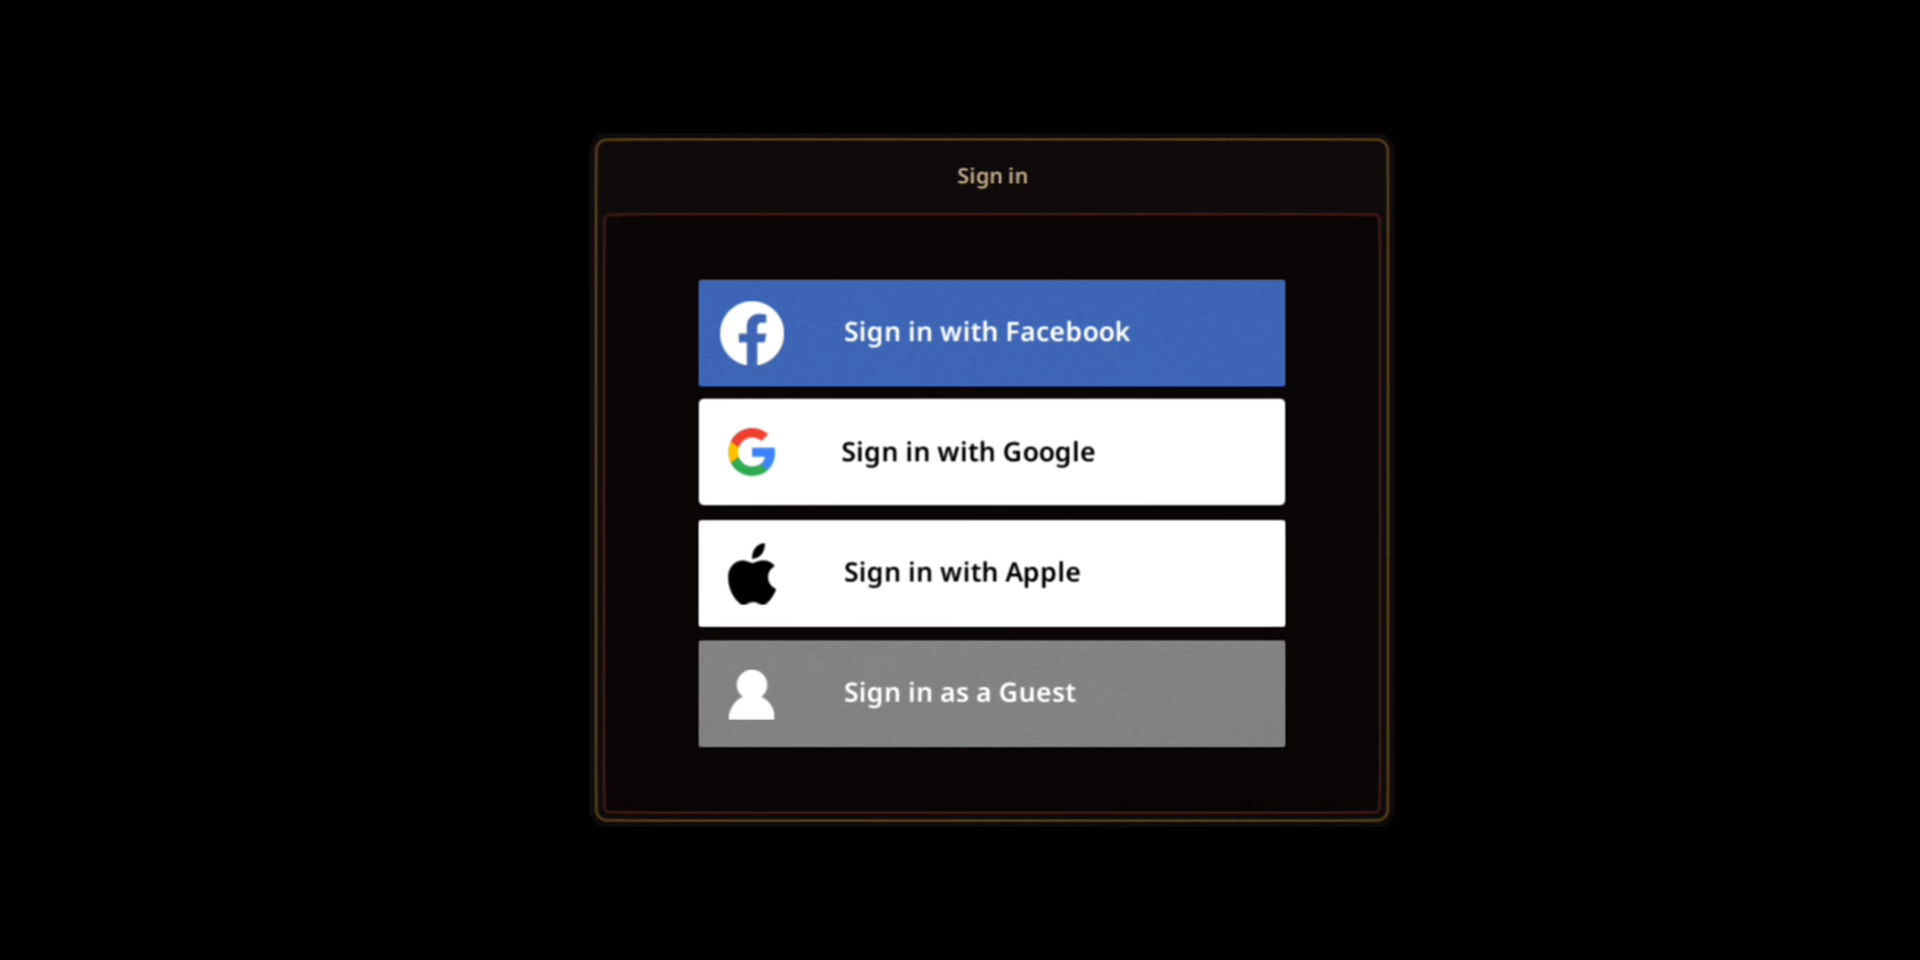 Sign in
Sign in with Facebook
Sign in with Google
Sign in with Apple
Sign in as a Guest